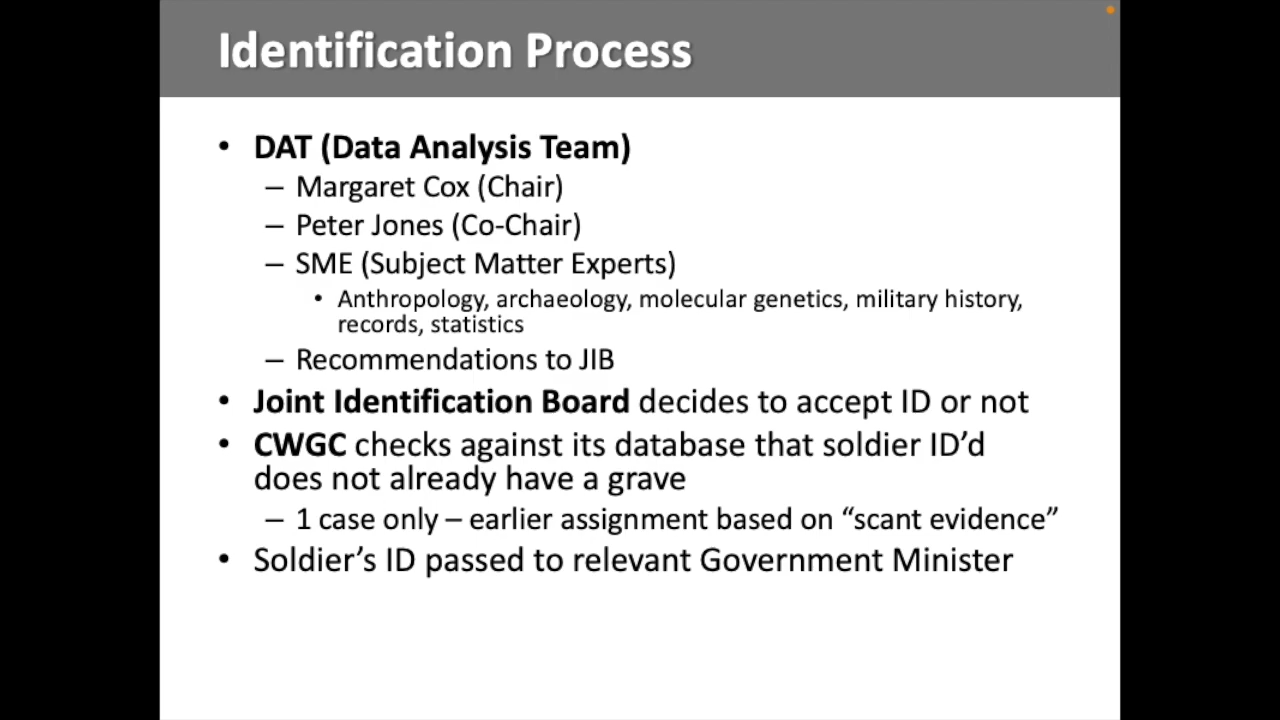 Identification Process
• DAT (Data Analysis Team)
– Margaret Cox (Chair)
– Peter Jones (Co-Chair)
– SME (Subject Matter Experts)
• Anthropology, archaeology, molecular genetics, military history,
records, statistics
– Recommendations to JIB
• Joint Identification Board decides to accept ID or not
• CWGC checks against its database that soldier ID’d
does not already have a grave
– 1 case only – earlier assignment based on “scant evidence”
• Soldier’s ID passed to relevant Government Minister